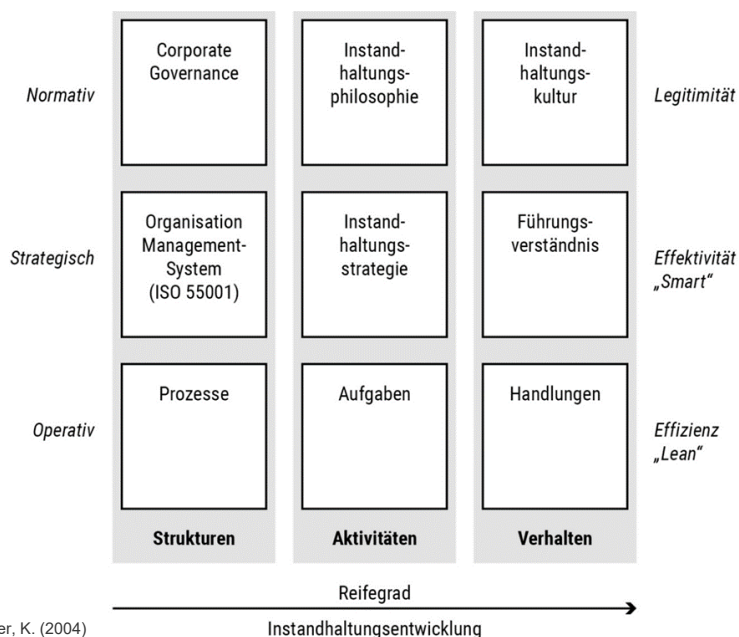 Corporate
Governance
Instand-
haltungs-
philosophie
Instand-
haltungs-
kultur
Normativ
Legitimität
Organisation
Management-
System
(ISO 55001)
Instand-
haltungs-
strategie
Führungs-
verständnis
Strategisch
Effektivität
„Smart“
Prozesse
Aufgaben
Handlungen
Operativ
Effizienz
„Lean“
Strukturen
Aktivitäten
Verhalten
Reifegrad
Instandhaltungsentwicklung
K. (2004)